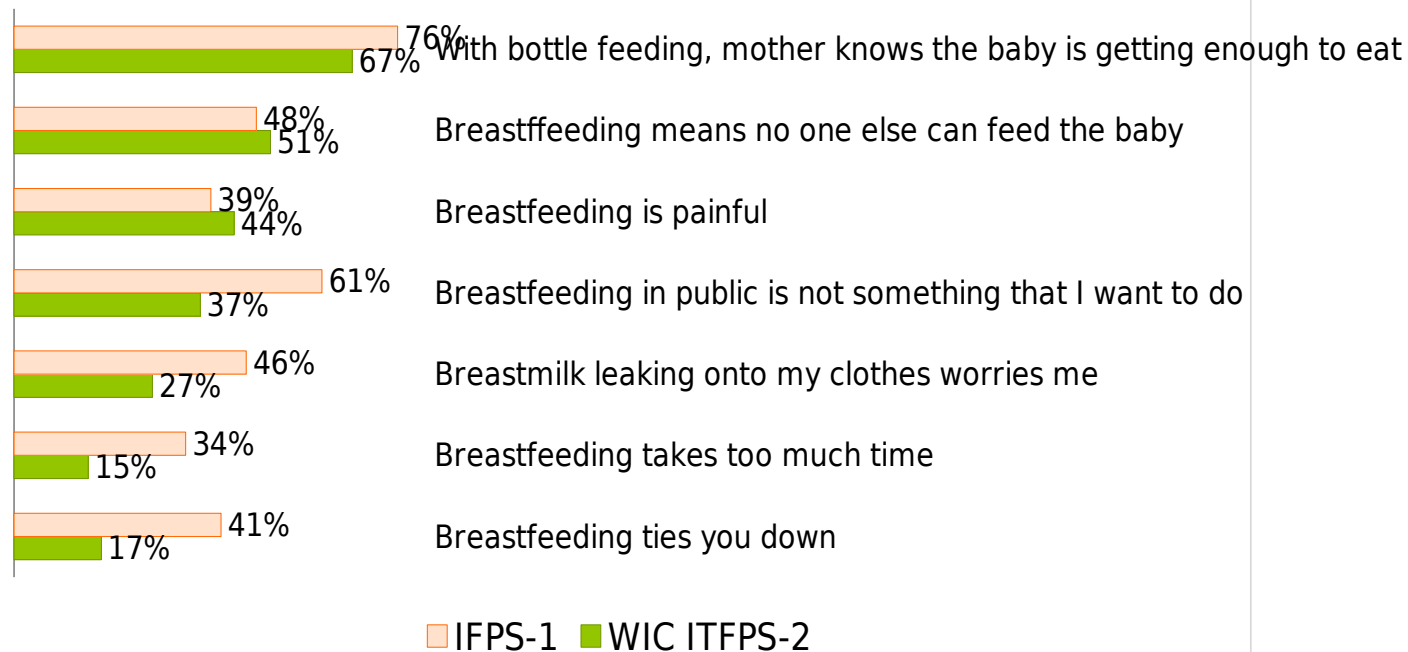 76%
67% With bottle feeding, mother knows the baby is getting enough to eat
48%
51%
Breastffeeding means no one else can feed the baby
39%
44%
Breastfeeding is painful
61%
37%
Breastfeeding in public is not something that I want to do
46%
27%
Breastmilk leaking onto my clothes worries me
34%
15%
Breastfeeding takes too much time
41%
17%
Breastfeeding ties you down
IFPS-1 WIC ITFPS-2